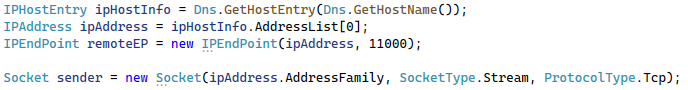 IPHostEntry ipHostInfo = Dns.GetHostEntry(Dns.GetHostName());
IPAddress ipAddress = ipHostInfo.AddressList[0];
IPEndPoint remoteEP = new IPEndPoint(ipAddress, 11000);
Socket sender = new Socket(ipAddress.AddressFamily, SocketType.Stream, ProtocolType.Tcp);